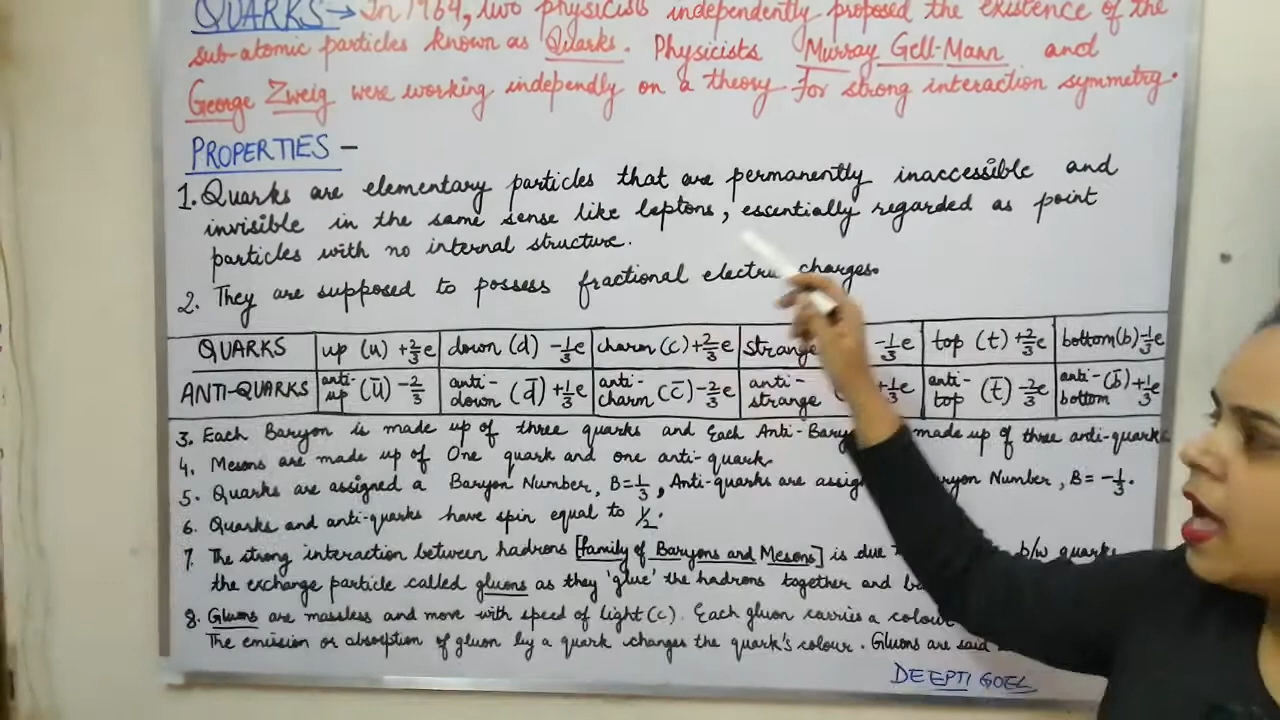 QUARKS → In 1964, two physicists independently proposed the existence of the
sub-atomic particles known as Quarks. Physicists Murray Gell-Mann and
George Zweig were working independly on a theory for strong interaction symmetry.
PROPERTIES -
1. Quarks are elementary particles that are permanently inaccessible and
invisible in the same sense like leptons, essentially regarded as point
particles with no internal structure.
2. They are supposed to possess fractional electric charges.
QUARKS up (u) +2/3e down (d) -1/3e charm (c) +2/3e strange -1/3e top (t) +2/3e bottom (b) -1/3e
ANTI-QUARKS anti-up (ū) -2/3 anti-down (d̄) +1/3e anti-charm (c̄) -2/3e anti-strange +1/3e anti-top (t̄) -2/3e anti-bottom (b̄) +1/3e
3. Each Baryon is made up of three quarks and Each Anti-Bary made up of three anti-quark
4. Mesons are made up of One quark and one anti-quark.
5. Quarks are assigned a Baryon Number, B=1/3, Anti-quarks are assig ryon Number, B=-1/3.
6. Quarks and anti-quarks have spin equal to 1/2.
7. The strong interaction between hadrons [family of Baryons and Mesons] is due b/w quarks
the exchange particle called gluons as they 'glue' the hadrons together and
8. Gluons are massless and move with speed of light (c). Each gluon carries a colou
The emission or absorption of gluon by a quark changes the quark's colour. Gluons are said
DEEPTI GOEL